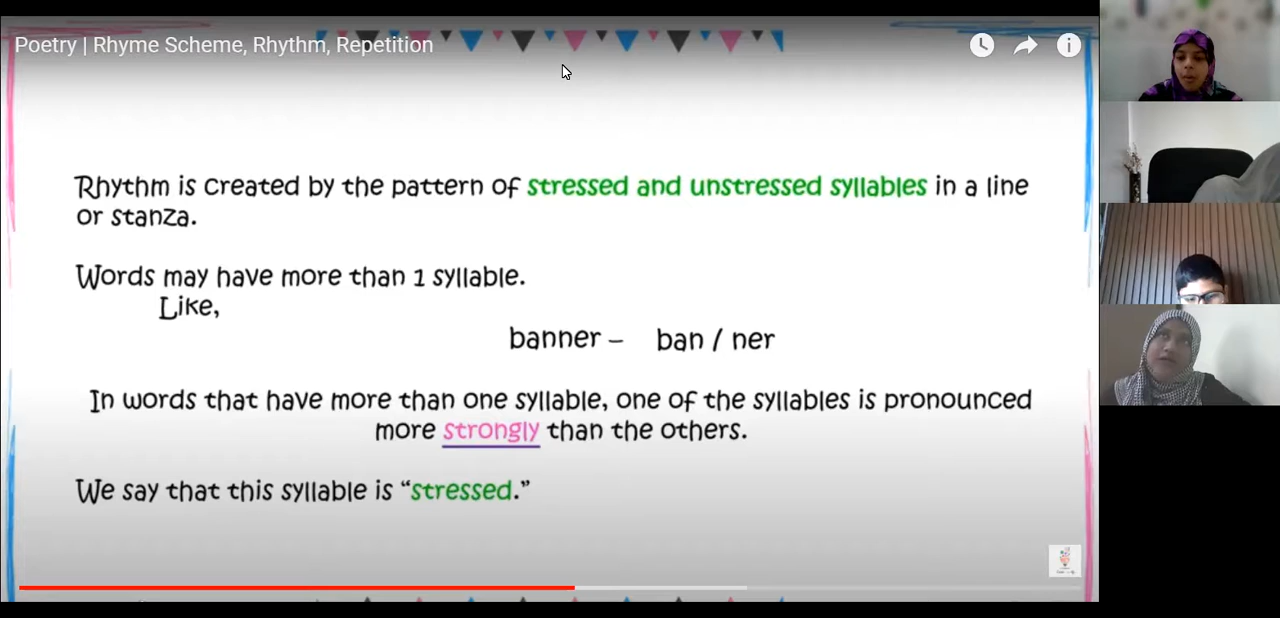 Poetry | Rhyme Scheme, Rhythm, Repetition
Rhythm is created by the pattern of stressed and unstressed syllables in a line
or stanza.
Words may have more than 1 syllable.
Like,
banner – ban / ner
In words that have more than one syllable, one of the syllables is pronounced
more strongly than the others.
We say that this syllable is “stressed.”